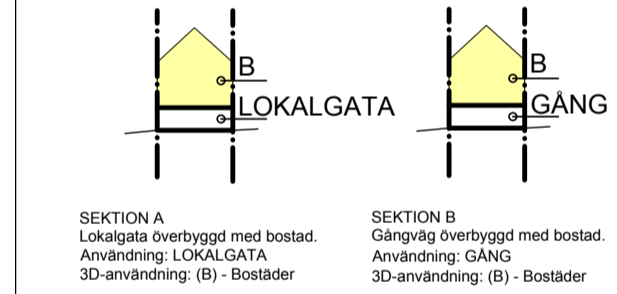 B
LOKALGATA
SEKTION A
Lokalgata överbyggd med bostad.
Användning: LOKALGATA
3D-användning: (B) - Bostäder
B
GÅNG
SEKTION B
Gångväg överbyggd med bostad.
Användning: GÅNG
3D-användning: (B) - Bostäder